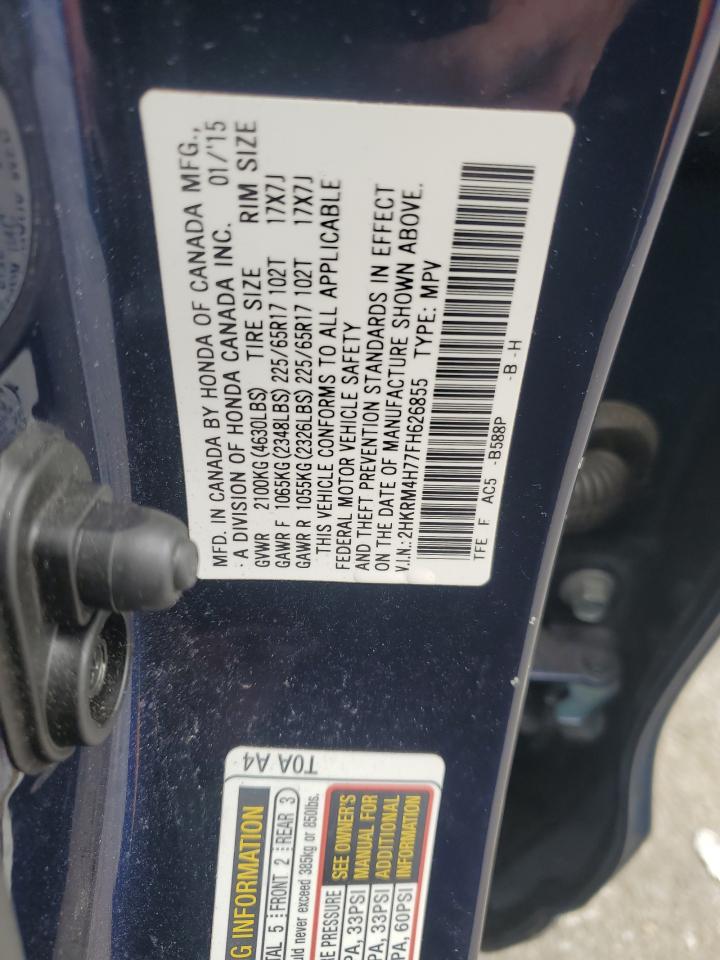 MFD. IN CANADA BY HONDA OF CANADA MFG.,
A DIVISION OF HONDA CANADA INC. 01/'15
GVWR 2100KG (4630LBS) TIRE SIZE RIM SIZE
GAWR F 1065KG (2348LBS) 225/65R17 102T 17X7J
GAWR R 1055KG (2326LBS) 225/65R17 102T 17X7J
THIS VEHICLE CONFORMS TO ALL APPLICABLE
FEDERAL MOTOR VEHICLE SAFETY
AND THEFT PREVENTION STANDARDS IN EFFECT
ON THE DATE OF MANUFACTURE SHOWN ABOVE.
V.I.N.: 2HKRM4H77FH626855 TYPE: MPV
TFE F AC5 -B588P -B-H
T0A A4
G INFORMATION
TAL 5 FRONT 2 REAR 3
never exceed 385kg or 850lbs.
PRESSURE
SEE OWNER'S
MANUAL FOR
ADDITIONAL
INFORMATION
PA, 33PSI
PA, 33PSI
PA, 60PSI